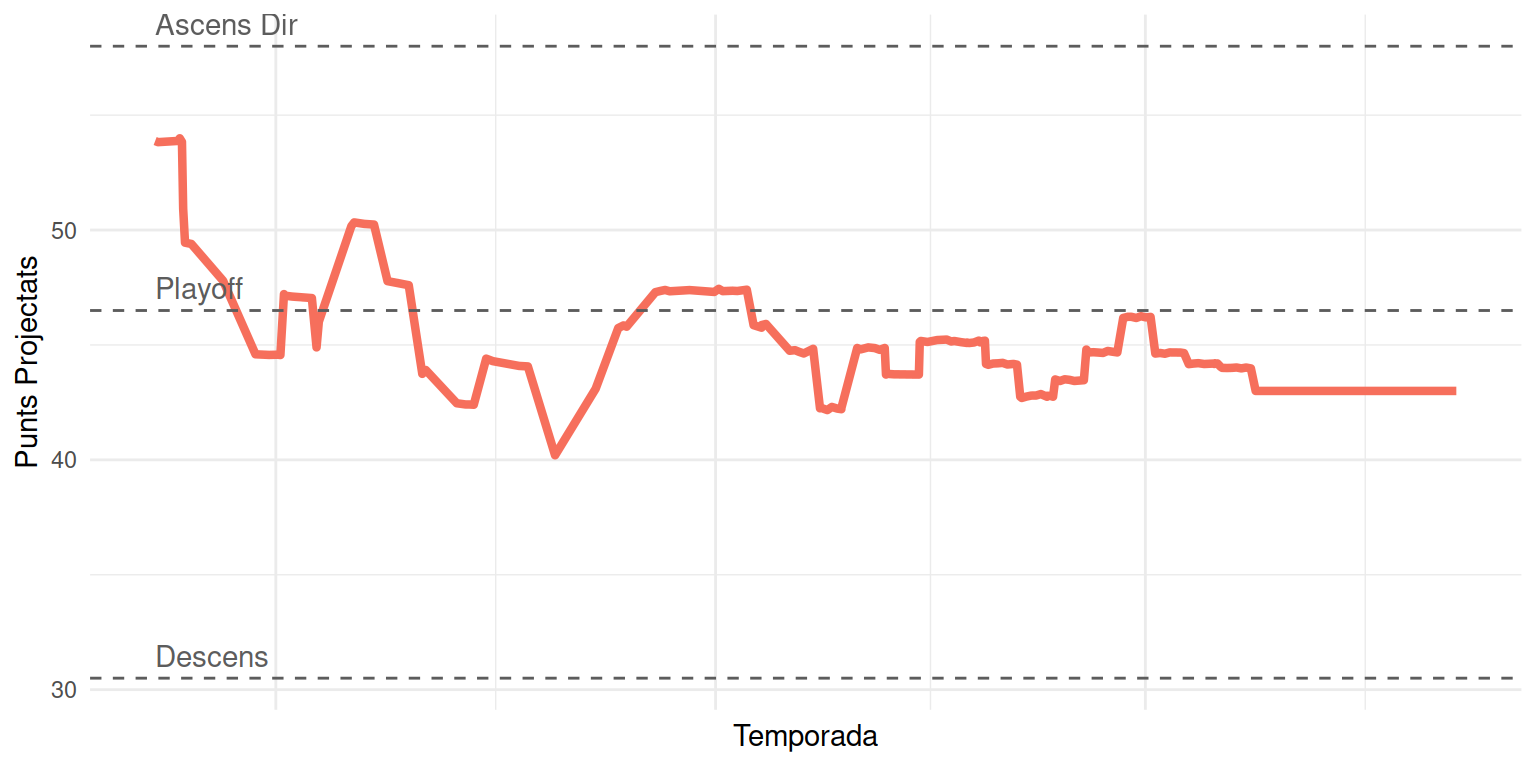 Ascens Dir
50
Playoff
Punts Projectats
40
Descens
30
Temporada